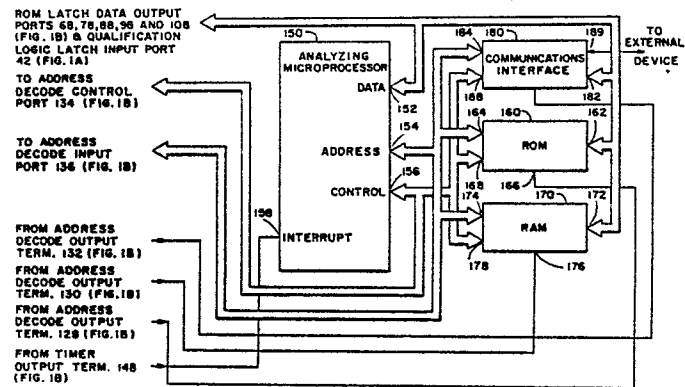 ROM LATCH DATA OUTPUT
PORTS 68,78,88,98 AND 108
(FIG. 1B) & QUALIFICATION
LOGIC LATCH INPUT PORT
42 (FIG. 1A)
TO ADDRESS
DECODE CONTROL
PORT 134 (FIG. 1B)
TO ADDRESS
DECODE INPUT
PORT 136 (FIG. 1B)
FROM ADDRESS
DECODE OUTPUT
TERM. 132 (FIG. 1B)
FROM ADDRESS
DECODE OUTPUT
TERM. 130 (FIG. 1B)
FROM ADDRESS
DECODE OUTPUT
TERM. 128 (FIG. 1B)
FROM TIMER
OUTPUT TERM. 148
(FIG. 1B)
150
ANALYZING
MICROPROCESSOR
DATA
152
154
ADDRESS
156
CONTROL
158
INTERRUPT
184
180
189
COMMUNICATIONS
INTERFACE
188
182
TO
EXTERNAL
DEVICE
164
160
162
ROM
168
166
174
170
172
RAM
178
176